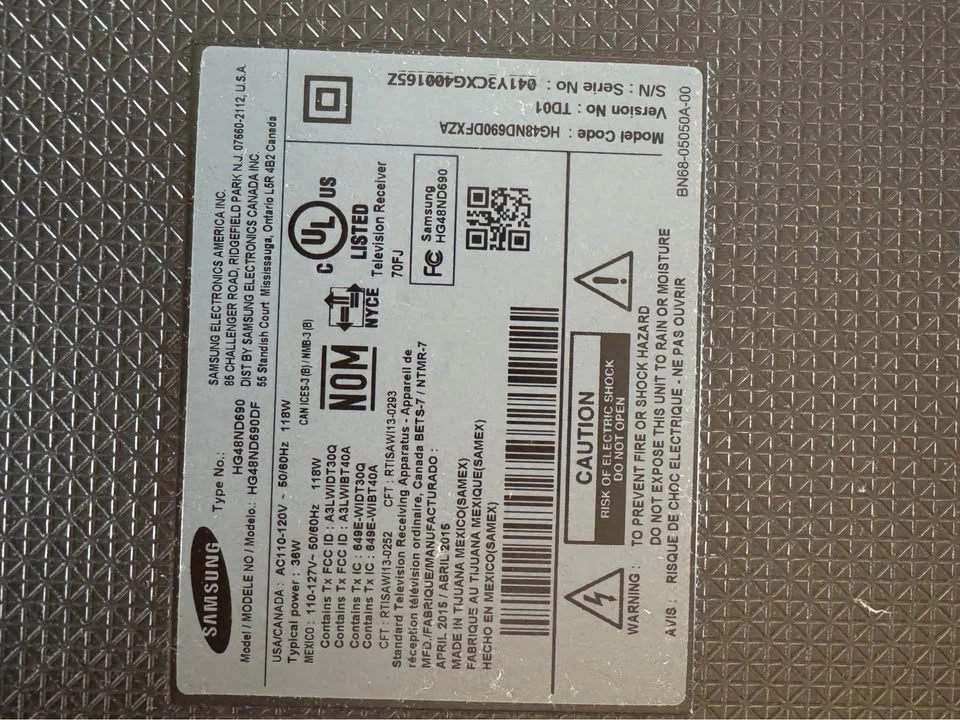 SAMSUNG
Type No.: HG48ND690
Model / MODELE NO / Modelo.: HG48ND690DF
SAMSUNG ELECTRONICS AMERICA INC.
85 CHALLENGER ROAD, RIDGEFIELD PARK N.J. 07660-2112, U.S.A
DIST BY SAMSUNG ELECTRONICS CANADA INC.
55 Standish Court Mississauga, Ontario L5R 4B2 Canada
USA/CANADA : AC110-120V ~ 50/60Hz 118W
Typical power : 36W
MEXICO : 110-127V~ 50/60Hz 118W
Contains Tx FCC ID : A3LWIDT30Q
Contains Tx FCC ID : A3LWIBT40A
Contains Tx IC : 649E-WIDT30Q
Contains Tx IC : 649E-WIBT40A
CFT : RTISAWI13-0252 CFT : RTISAWI13-0293
Standard Television Receiving Apparatus - Appareil de
réception télévision ordinaire, Canada BETS-7 / NTMR-7
MFD./FABRIQUE/MANUFACTURADO :
APRIL 2015 / ABRIL 2015
MADE IN TIJUANA MEXICO(SAMEX)
FABRIQUE AU TIJUANA MEXIQUE(SAMEX)
HECHO EN MEXICO(SAMEX)
CAN ICES-3 (B) / NMB-3 (B)
NOM
NYCE
C UL US
LISTED
Television Receiver
70FJ
FC Samsung
HG48ND690
Model Code : HG48ND690DFXZA
Version No : TD01
S/N : Serie No : 041Y3CXG400165Z
CAUTION
RISK OF ELECTRIC SHOCK
DO NOT OPEN
WARNING : TO PREVENT FIRE OR SHOCK HAZARD
DO NOT EXPOSE THIS UNIT TO RAIN OR MOISTURE
AVIS : RISQUE DE CHOC ELECTRIQUE - NE PAS OUVRIR
BN68-05050A-00